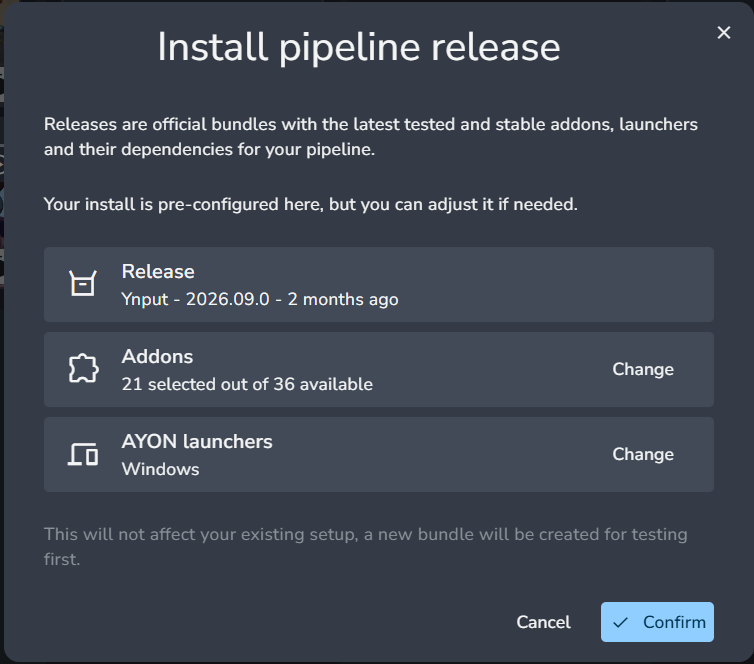 Install pipeline release
Releases are official bundles with the latest tested and stable addons, launchers
and their dependencies for your pipeline.
Your install is pre-configured here, but you can adjust it if needed.
Release
Ynput - 2026.09.0 - 2 months ago
Addons
21 selected out of 36 available
Change
AYON launchers
Windows
Change
This will not affect your existing setup, a new bundle will be created for testing
first.
Cancel
Confirm